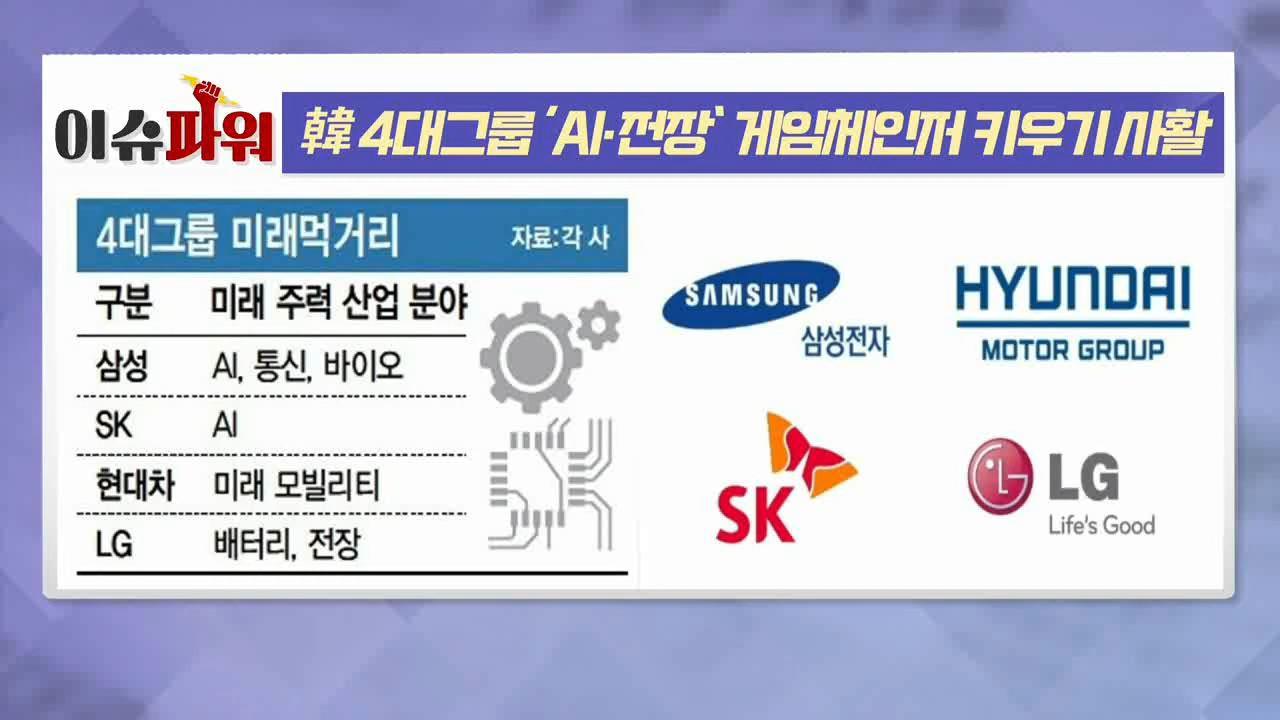 이슈파워
韓 4대그룹 'AI·전장' 게임체인저 키우기 사활
4대그룹 미래먹거리 자료:각 사
구분 미래 주력 산업 분야
삼성 AI, 통신, 바이오
SK AI
현대차 미래 모빌리티
LG 배터리, 전장
SAMSUNG
삼성전자
HYUNDAI
MOTOR GROUP
SK
LG
Life's Good